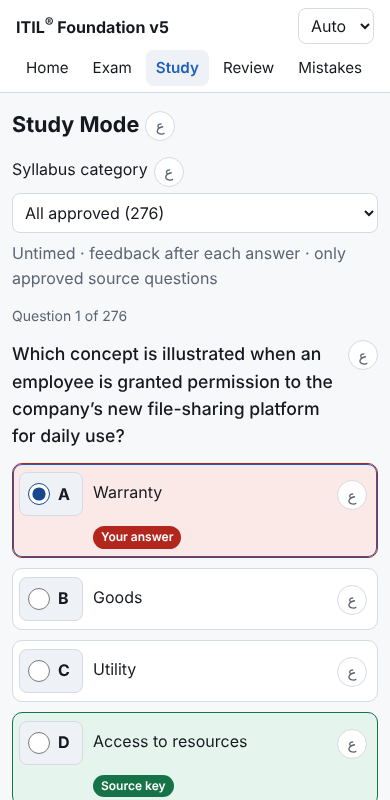 ITIL® Foundation v5
Auto
Home Exam Study Review Mistakes
Study Mode ع
Syllabus category ع
All approved (276)
Untimed · feedback after each answer · only
approved source questions
Question 1 of 276
Which concept is illustrated when an ع
employee is granted permission to the
company’s new file-sharing platform
for daily use?
A Warranty ع
Your answer
B Goods ع
C Utility ع
D Access to resources ع
Source key